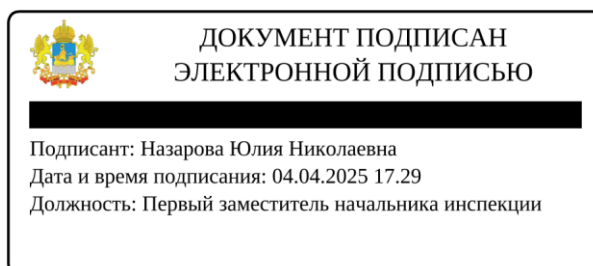 ДОКУМЕНТ ПОДПИСАН
ЭЛЕКТРОННОЙ ПОДПИСЬЮ
Подписант: Назарова Юлия Николаевна
Дата и время подписания: 04.04.2025 17.29
Должность: Первый заместитель начальника инспекции